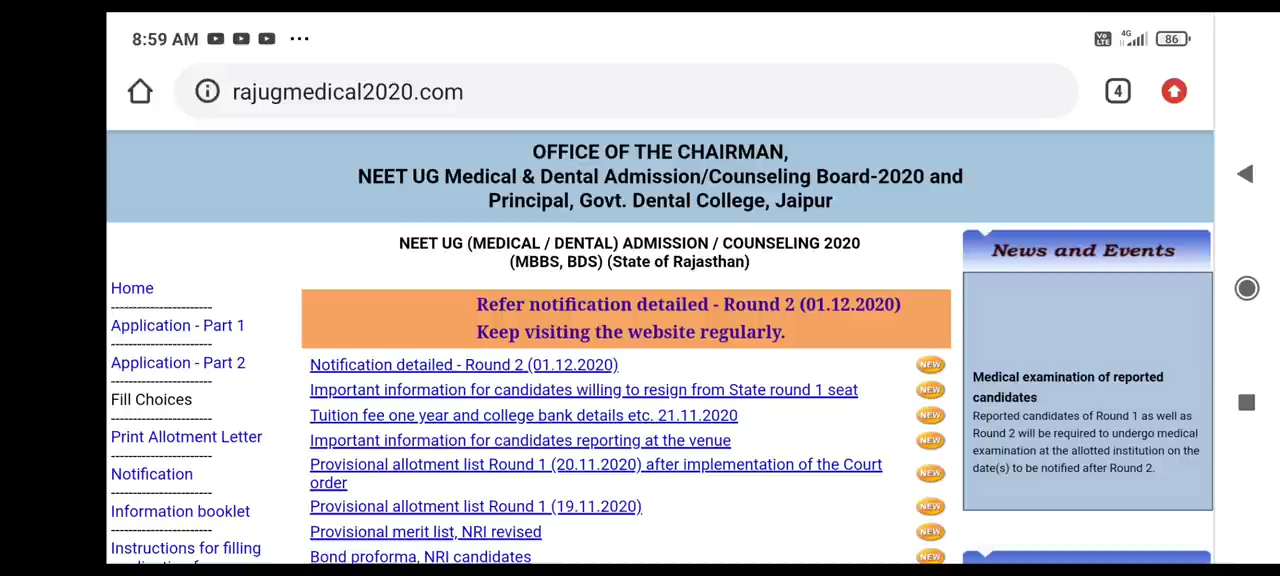 8:59 AM
4G
86
rajugmedical2020.com
4
OFFICE OF THE CHAIRMAN,
NEET UG Medical & Dental Admission/Counseling Board-2020 and
Principal, Govt. Dental College, Jaipur
NEET UG (MEDICAL / DENTAL) ADMISSION / COUNSELING 2020
(MBBS, BDS) (State of Rajasthan)
Home
Application - Part 1
Application - Part 2
Fill Choices
Print Allotment Letter
Notification
Information booklet
Instructions for filling
Refer notification detailed - Round 2 (01.12.2020)
Keep visiting the website regularly.
Notification detailed - Round 2 (01.12.2020) NEW
Important information for candidates willing to resign from State round 1 seat NEW
Tuition fee one year and college bank details etc. 21.11.2020 NEW
Important information for candidates reporting at the venue NEW
Provisional allotment list Round 1 (20.11.2020) after implementation of the Court NEW
order
Provisional allotment list Round 1 (19.11.2020) NEW
Provisional merit list, NRI revised NEW
Bond proforma, NRI candidates NEW
News and Events
Medical examination of reported
candidates
Reported candidates of Round 1 as well as
Round 2 will be required to undergo medical
examination at the allotted institution on the
date(s) to be notified after Round 2.